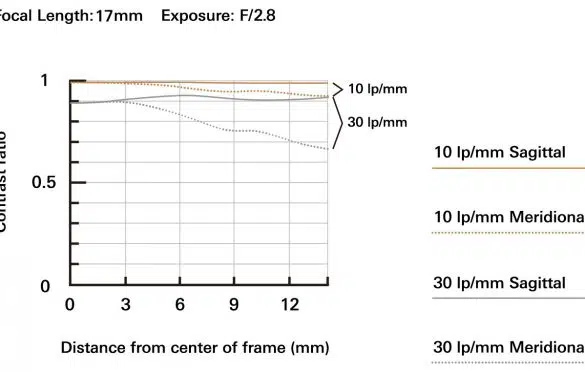 Focal Length:17mm Exposure: F/2.8
1
10 lp/mm
30 lp/mm
0.5
0
0 3 6 9 12
Contrast ratio
Distance from center of frame (mm)
10 lp/mm Sagittal
10 lp/mm Meridiona
30 lp/mm Sagittal
30 lp/mm Meridiona